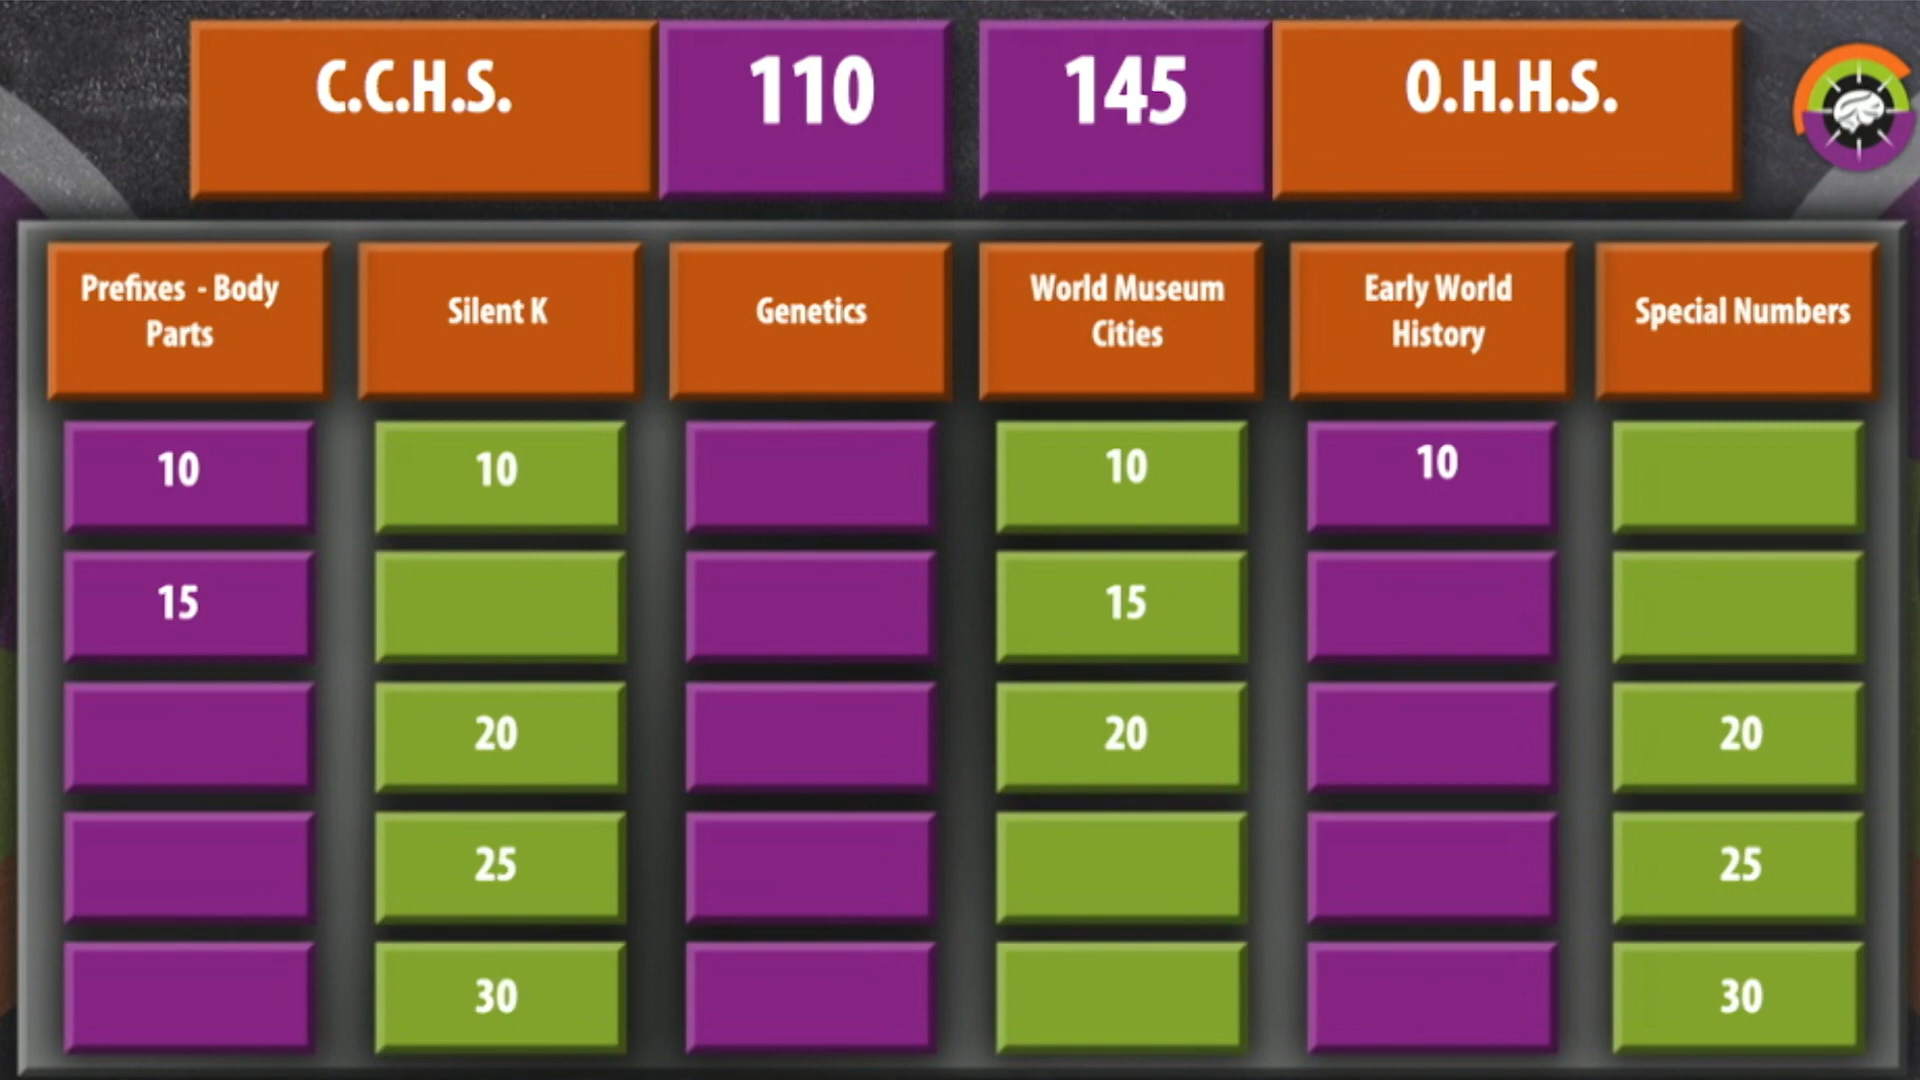 C.C.H.S. 110 145 O.H.H.S.
Prefixes - Body
Parts
Silent K
Genetics
World Museum
Cities
Early World
History
Special Numbers
10 10 10 10
15 15
20 20 20
25 25
30 30